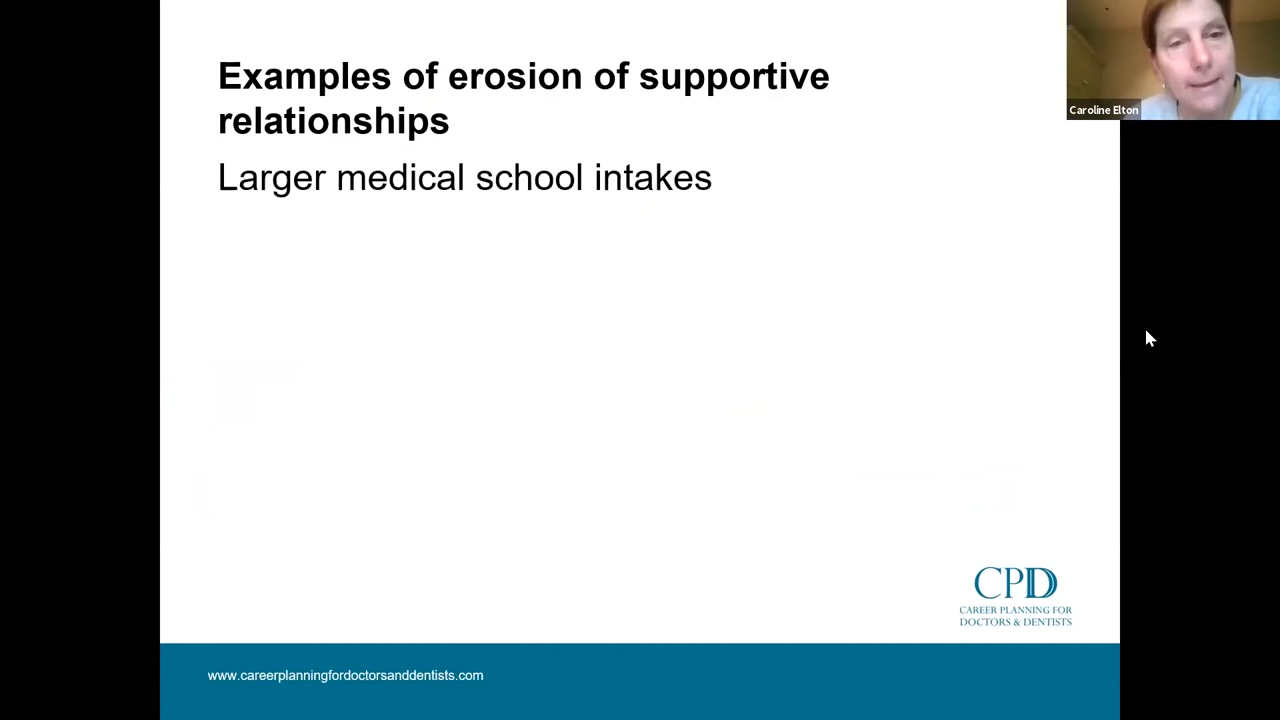 Examples of erosion of supportive
relationships
Larger medical school intakes
Caroline Elton
CPD
CAREER PLANNING FOR
DOCTORS & DENTISTS
www.careerplanningfordoctorsanddentists.com